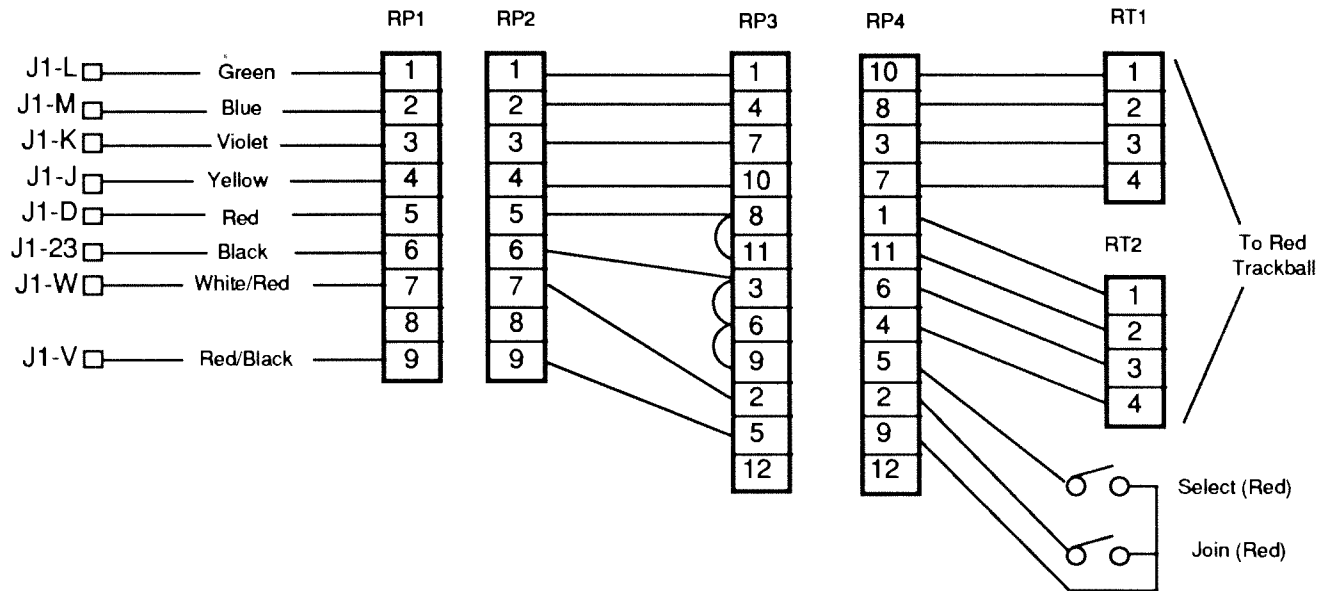 RP1
RP2
RP3
RP4
RT1
J1-L Green 1 1 1 10 1
J1-M Blue 2 2 4 8 2
J1-K Violet 3 3 7 3 3
J1-J Yellow 4 4 10 7 4
J1-D Red 5 5 8 1
J1-23 Black 6 6 11 11 RT2
J1-W White/Red 7 7 3 6 1
8 8 6 4 2
J1-V Red/Black 9 9 9 5 3
2 2 4
5 9
12 12
To Red
Trackball
Select (Red)
Join (Red)